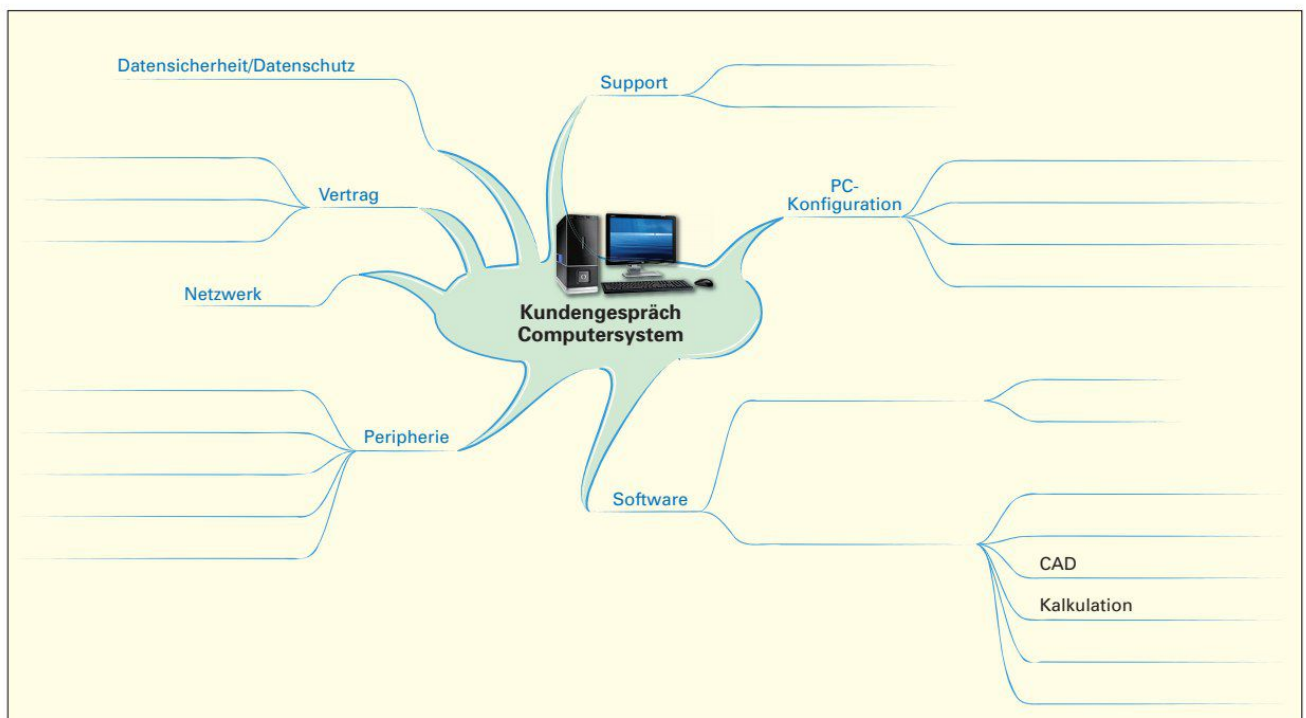 Datensicherheit/Datenschutz
Support
Vertrag
PC-
Konfiguration
Netzwerk
Kundengespräch
Computersystem
Peripherie
Software
CAD
Kalkulation